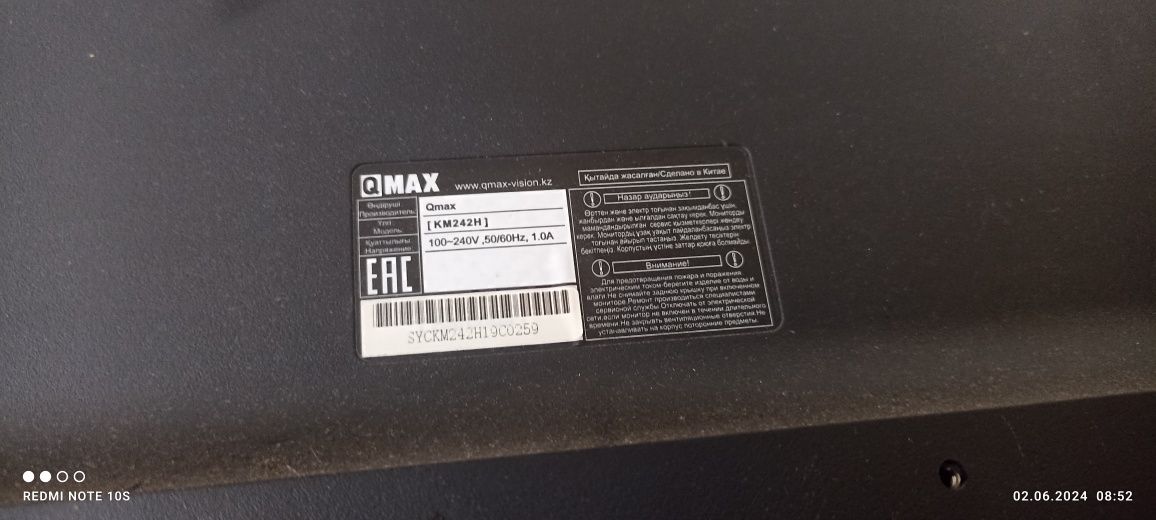 QMAX
www.qmax-vision.kz
Өндіруші
Производитель:
Qmax
Тип
Модель:
[ KM242H ]
Қуаттылығы
Напряжение
100~240V ,50/60Hz, 1.0A
EAC
SYCKM242H19C0259
Қытайда жасалған/Сделано в Китае
Назар аударыңыз!
Өрттен және электр тоғынан зақымданбас үшін,
жаңбырдан және ылғалдан сақтау керек. Мониторды
мамандандырылған сервис қызметкерлері жөндеу
керек. Монитордың ұзақ уақыт пайдаланбасаңыз электр
тоғынан айырып тастаңыз. Желдету тесіктерін
бекітпеңіз. Корпустың үстіне заттар қоюға болмайды.
Внимание!
Для предотвращения пожара и поражения
электрическим током берегите изделие от воды и
влаги Не снимайте заднюю крышку при включенном
мониторе.Ремонт производиться специалистами
сервисной службы.Отключать от электрической
сети,если монитор не включен в течении длительного
времени.Не закрывать вентиляционные отверстия.Не
устанавливать на корпус посторонние предметы.
REDMI NOTE 10S
02.06.2024 08:52